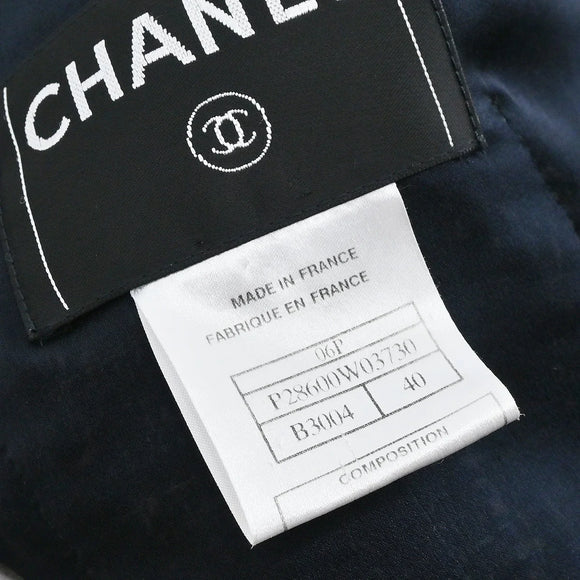 CHANEL
MADE IN FRANCE
FABRIQUE EN FRANCE
06P
P28600W03730
B3004 40
COMPOSITION